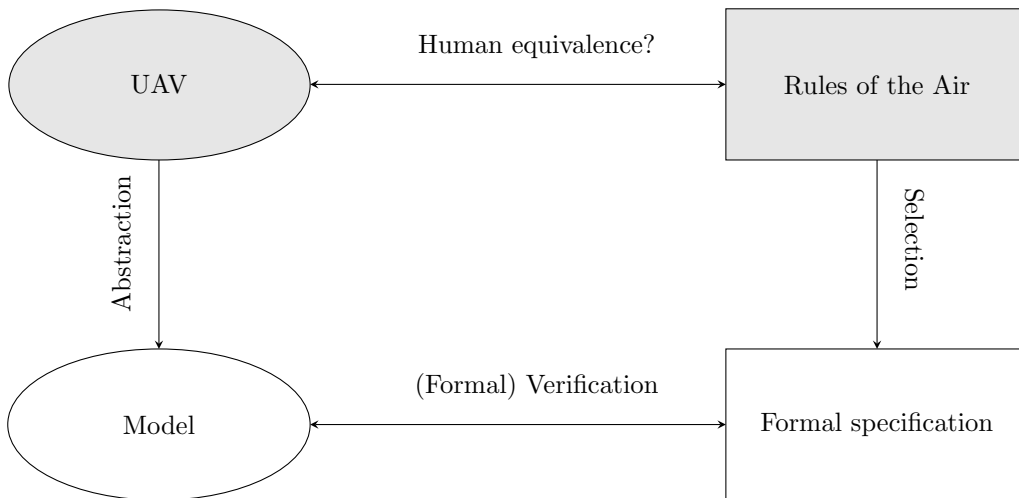 Human equivalence?
UAV
Rules of the Air
Abstraction
Selection
(Formal) Verification
Model
Formal specification